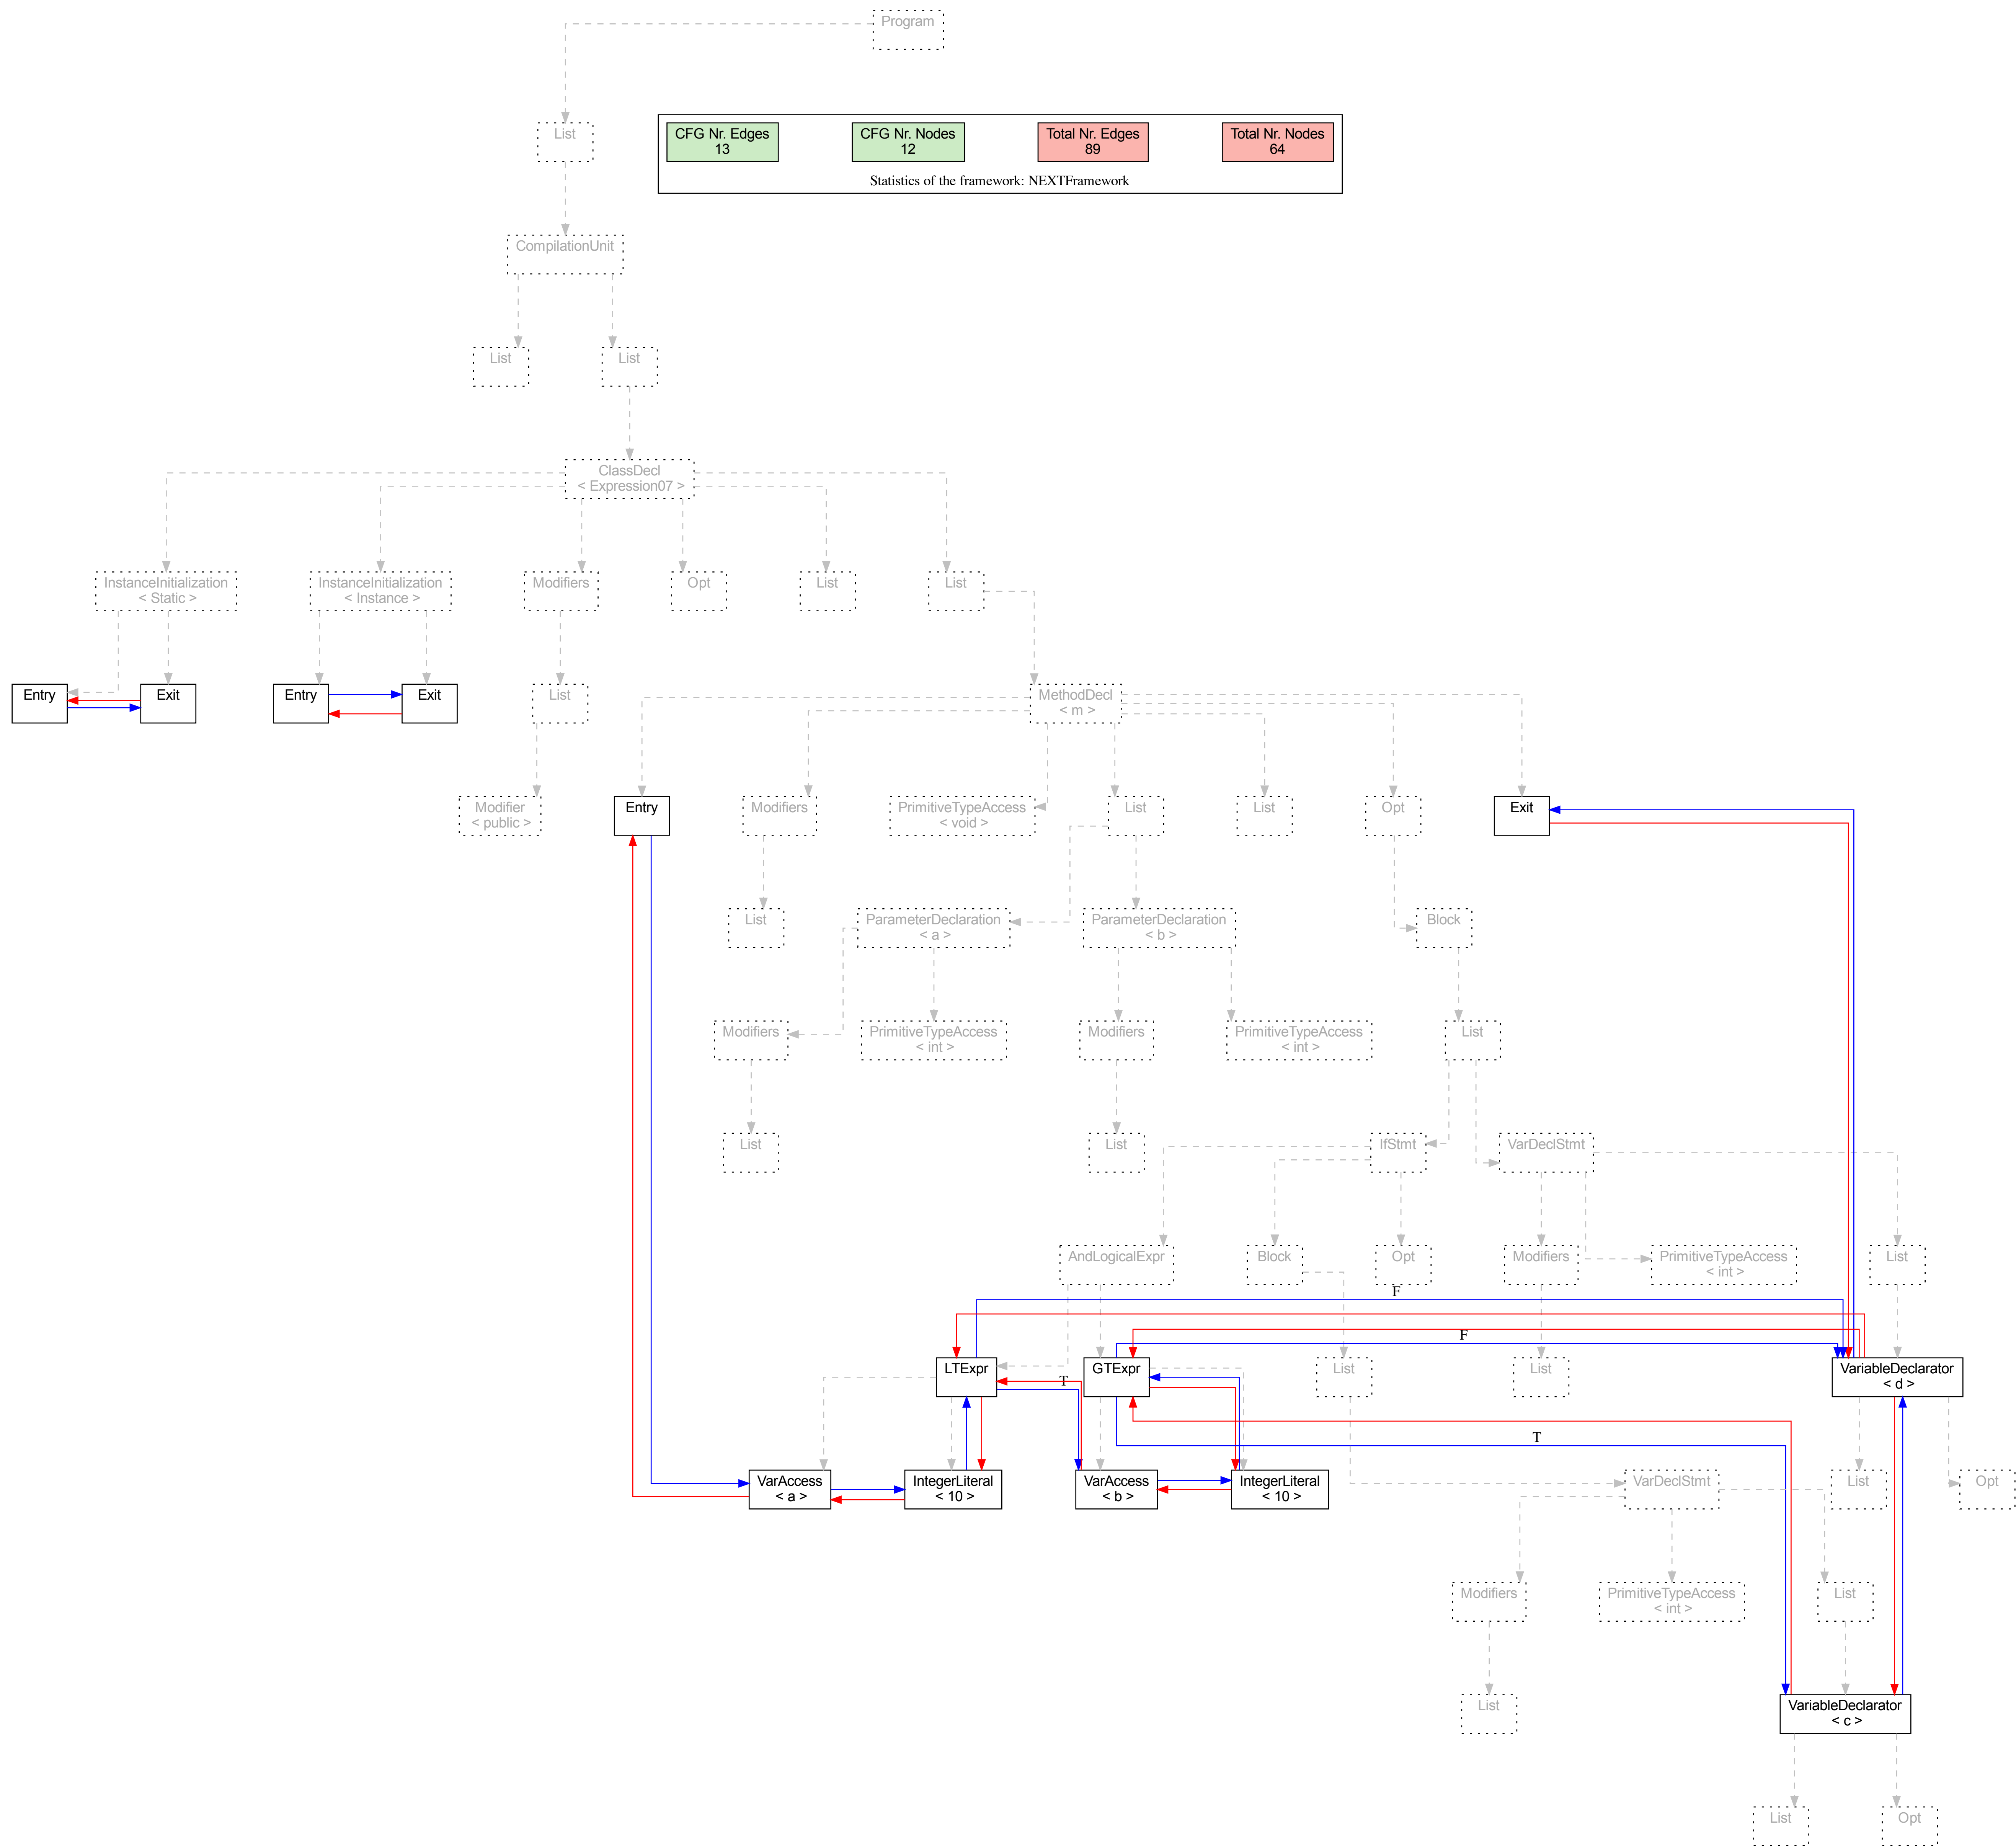 Program
List
CFG Nr. Edges
13
CFG Nr. Nodes
12
Total Nr. Edges
89
Total Nr. Nodes
64
Statistics of the framework: NEXTFramework
CompilationUnit
List
List
ClassDecl
< Expression07 >
InstanceInitialization
< Static >
InstanceInitialization
< Instance >
Modifiers
Opt
List
List
Entry
Exit
Entry
Exit
List
MethodDecl
< m >
Modifier
< public >
Entry
Modifiers
PrimitiveTypeAccess
< void >
List
List
Opt
Exit
List
ParameterDeclaration
< a >
ParameterDeclaration
< b >
Block
Modifiers
PrimitiveTypeAccess
< int >
Modifiers
PrimitiveTypeAccess
< int >
List
List
List
IfStmt
VarDeclStmt
AndLogicalExpr
Block
Opt
Modifiers
PrimitiveTypeAccess
< int >
List
F
F
LTExpr
T
GTExpr
List
List
VariableDeclarator
< d >
T
VarAccess
< a >
IntegerLiteral
< 10 >
VarAccess
< b >
IntegerLiteral
< 10 >
VarDeclStmt
List
Opt
Modifiers
PrimitiveTypeAccess
< int >
List
List
VariableDeclarator
< c >
List
Opt